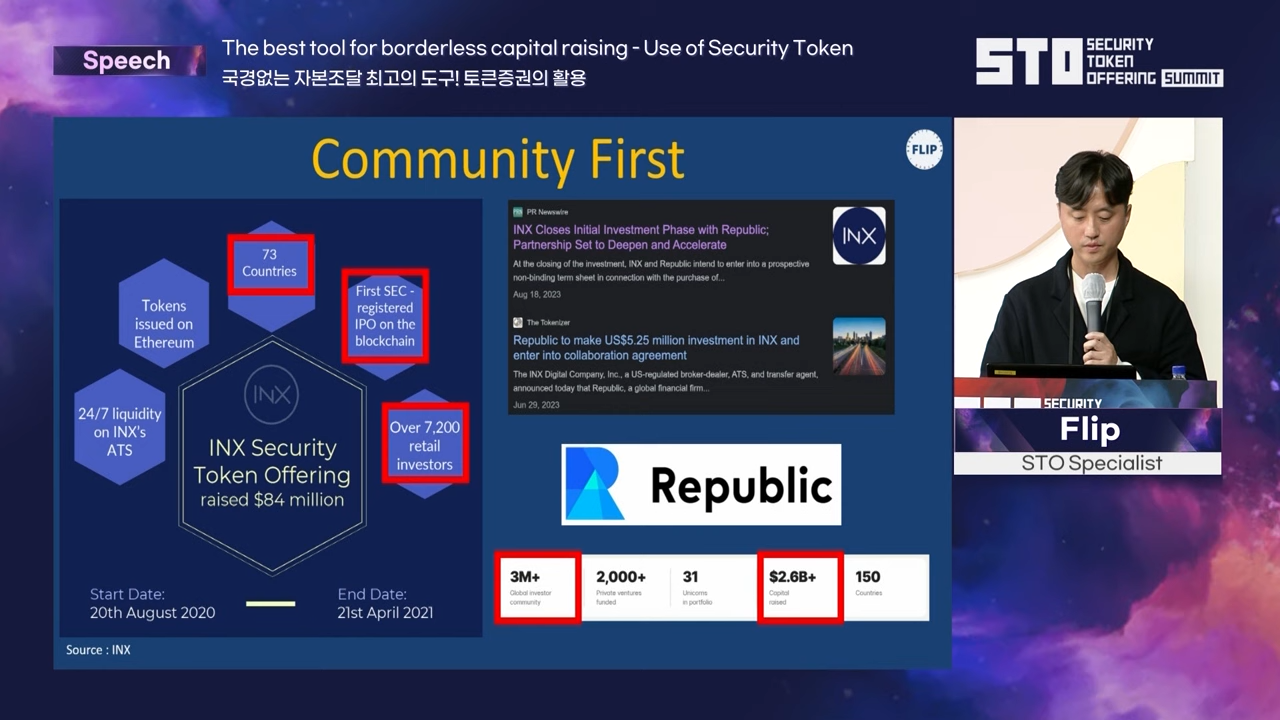 Speech
The best tool for borderless capital raising - Use of Security Token
국경없는 자본조달 최고의 도구! 토큰증권의 활용
STO
SECURITY
TOKEN
OFFERING SUMMIT
Community First
FLIP
73
Countries
Tokens
issued on
Ethereum
First SEC -
registered
IPO on the
blockchain
24/7 liquidity
on INX's
ATS
Over 7,200
retail
investors
INX
INX Security
Token Offering
raised $84 million
Start Date:
20th August 2020
End Date:
21st April 2021
Source : INX
PR Newswire
INX Closes Initial Investment Phase with Republic;
Partnership Set to Deepen and Accelerate
At the closing of the investment, INX and Republic intend to enter into a prospective
non-binding term sheet in connection with the purchase of...
Aug 18, 2023
INX
The Tokenizer
Republic to make US$5.25 million investment in INX and
enter into collaboration agreement
The INX Digital Company, Inc., a US-regulated broker-dealer, ATS, and transfer agent,
announced today that Republic, a global financial firm...
Jun 29, 2023
Republic
3M+
Global investor
community
2,000+
Private ventures
funded
31
Unicorns
in portfolio
$2.6B+
Capital
raised
150
Countries
SECURITY
Flip
STO Specialist